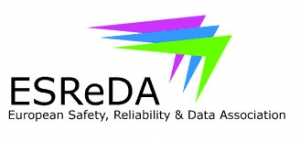 ESReDA
European Safety, Reliability & Data Association